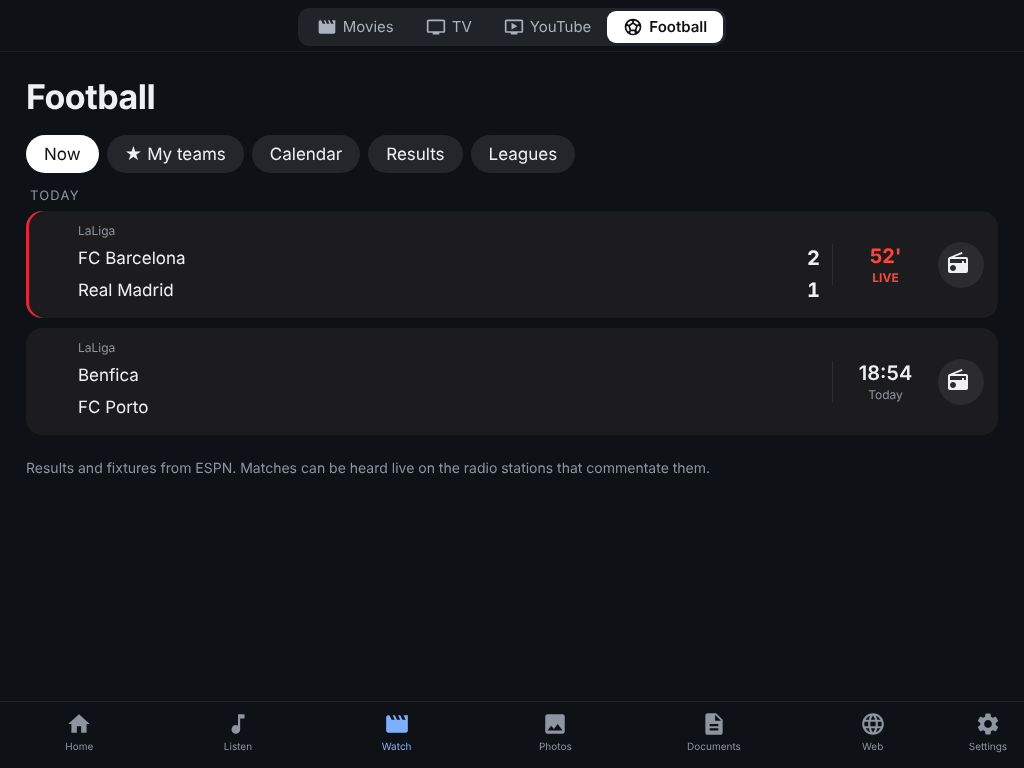 Movies TV YouTube Football
Football
Now ★ My teams Calendar Results Leagues
TODAY
LaLiga
FC Barcelona 2
Real Madrid 1
52'
LIVE
LaLiga
Benfica
FC Porto
18:54
Today
Results and fixtures from ESPN. Matches can be heard live on the radio stations that commentate them.
Home Listen Watch Photos Documents Web Settings